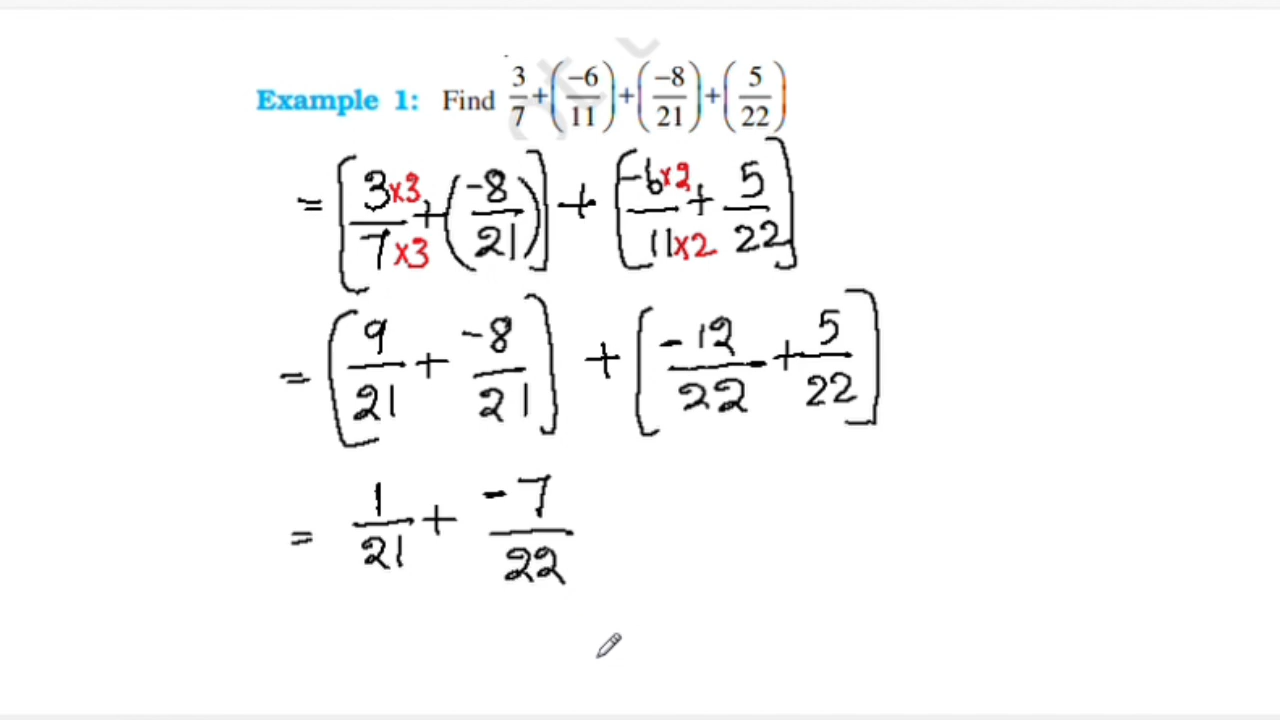 Example 1: Find 3/7 + (-6/11) + (-8/21) + (5/22)
= [3×3/7×3 + (-8/21)] + [-6×2/11×2 + 5/22]
= [9/21 + -8/21] + [-12/22 + 5/22]
= 1/21 + -7/22